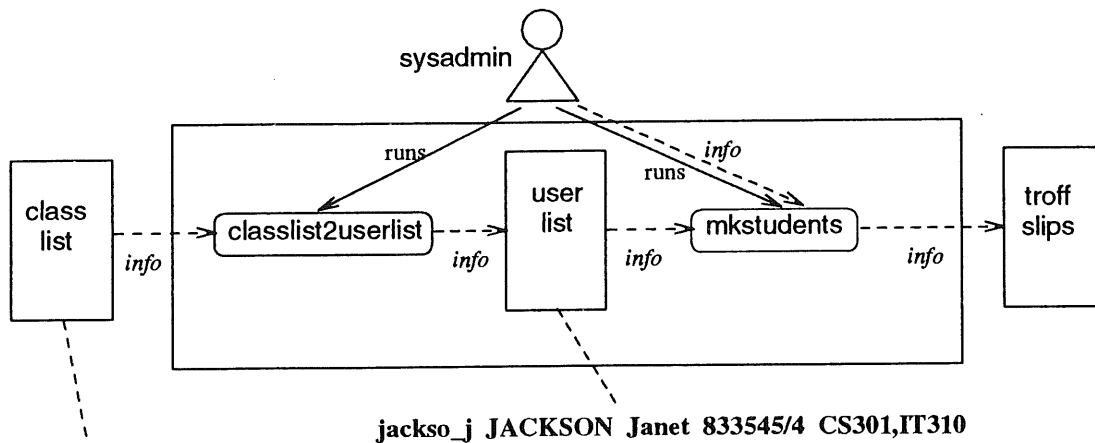 sysadmin
runs
info
runs
class
list
user
list
troff
slips
classlist2userlist
mkstudents
info
info
info
info
jackso_j JACKSON Janet 833545/4 CS301,IT310